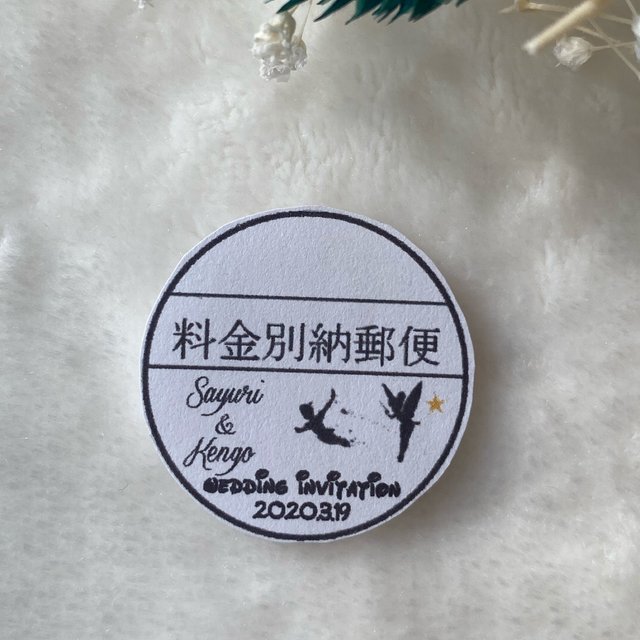 料金別納郵便
Sayuri
&
Kengo
WEDDING INVITATION
2020.3.19